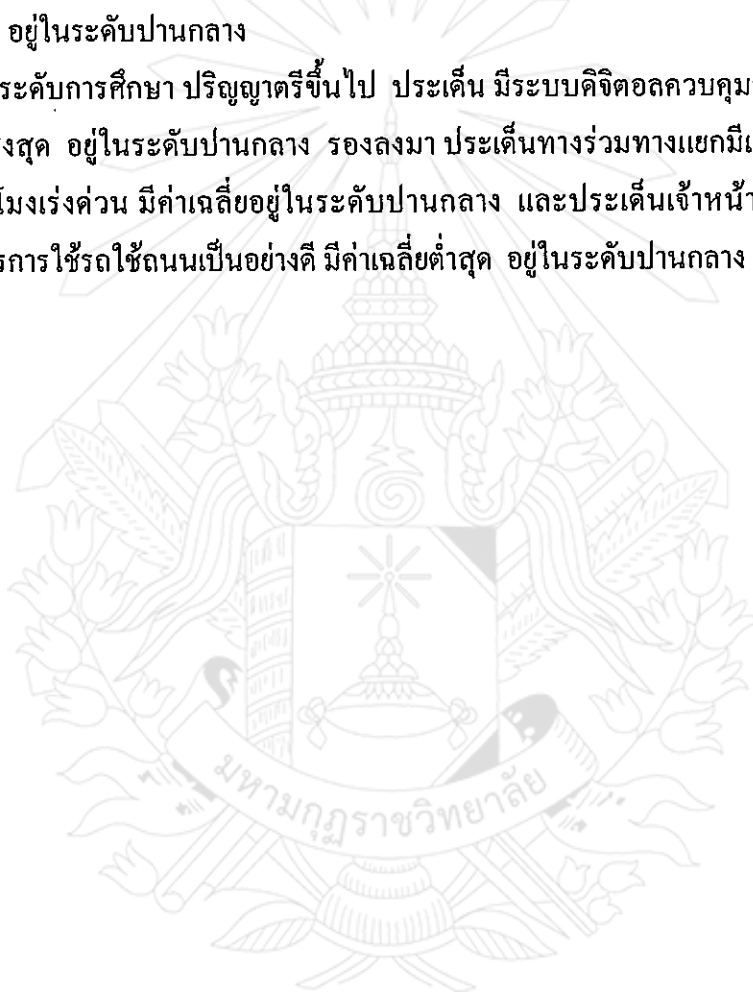 อยู่ในระดับปานกลาง
ระดับการศึกษา ปริญญาตรีขึ้นไป ประเด็น มีระบบดิจิตอลควบคุม
งสุด อยู่ในระดับปานกลาง รองลงมา ประเด็นทางร่วมทางแยกมีเ
โมงเร่งด่วน มีค่าเฉลี่ยอยู่ในระดับปานกลาง และประเด็นเจ้าหน้า
รการใช้รถใช้ถนนเป็นอย่างดี มีค่าเฉลี่ยต่ำสุด อยู่ในระดับปานกลาง
มหามกุฏราชวิทยาลัย